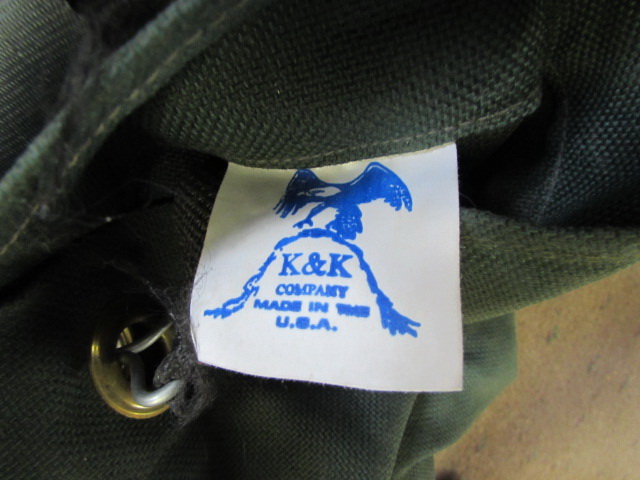 K&K
COMPANY
MADE IN THE
U.S.A.